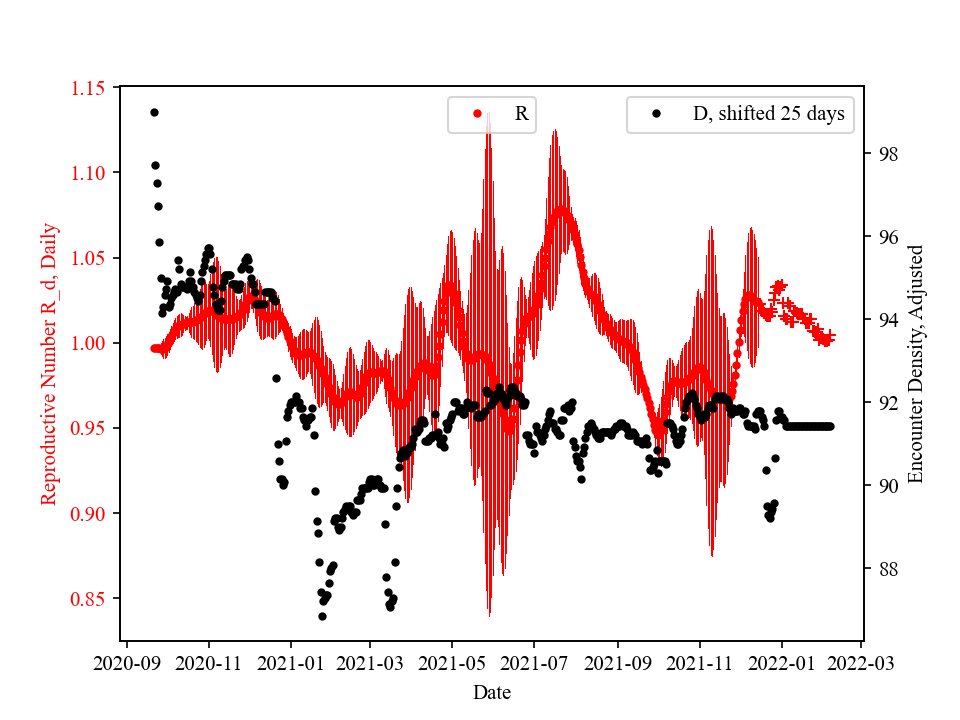 R
D, shifted 25 days
Reproductive Number R_d, Daily
1.15
1.10
1.05
1.00
0.95
0.90
0.85
98
96
94
92
90
88
Encounter Density, Adjusted
2020-09 2020-11 2021-01 2021-03 2021-05 2021-07 2021-09 2021-11 2022-01 2022-03
Date